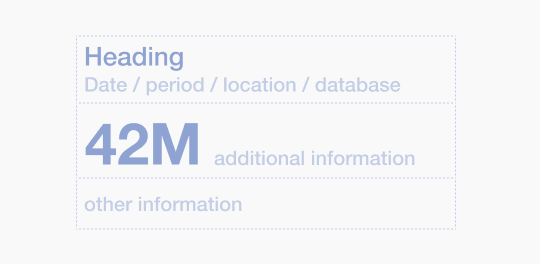 Heading
Date / period / location / database
42M additional information
other information